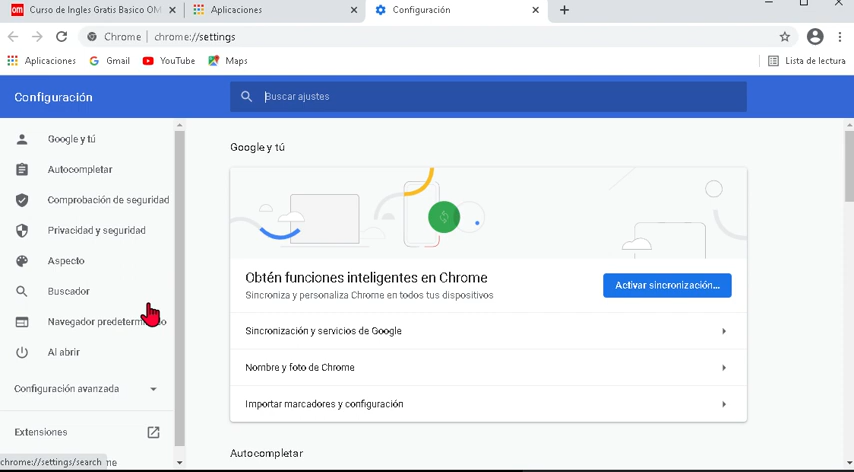 Curso de Ingles Gratis Basico OM
Aplicaciones
Configuración
Chrome
chrome://settings
Aplicaciones
Gmail
YouTube
Maps
Lista de lectura
Configuración
Buscar ajustes
Google y tú
Autocompletar
Comprobación de seguridad
Privacidad y seguridad
Aspecto
Buscador
Navegador
Al abrir
Configuración avanzada
Extensiones
chrome://settings/search
Google y tú
Obtén funciones inteligentes en Chrome
Sincroniza y personaliza Chrome en todos tus dispositivos
Activar sincronización...
Sincronización y servicios de Google
Nombre y foto de Chrome
Importar marcadores y configuración
Autocompletar